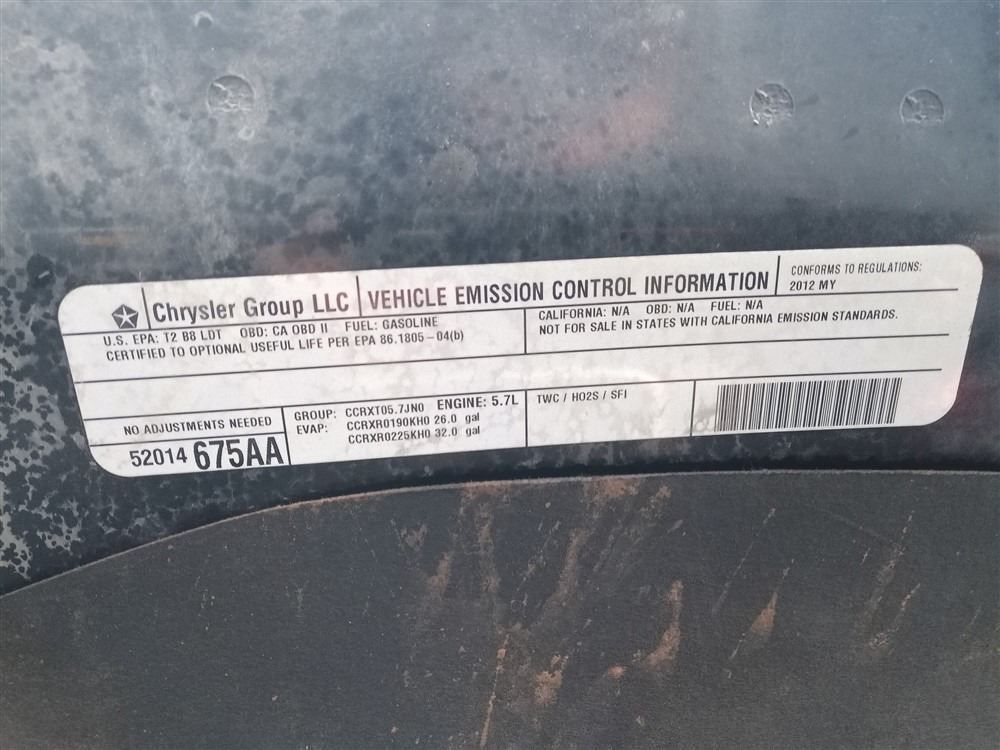 Chrysler Group LLC
VEHICLE EMISSION CONTROL INFORMATION
CONFORMS TO REGULATIONS:
2012 MY
U.S. EPA: T2 B8 LDT OBD: CA OBD II FUEL: GASOLINE
CERTIFIED TO OPTIONAL USEFUL LIFE PER EPA 86.1805-04(b)
CALIFORNIA: N/A OBD: N/A FUEL: N/A
NOT FOR SALE IN STATES WITH CALIFORNIA EMISSION STANDARDS.
NO ADJUSTMENTS NEEDED
52014 675AA
GROUP: CCRXT05.7JN0 ENGINE: 5.7L
EVAP: CCRXR0190KH0 26.0 gal
CCRXR0225KH0 32.0 gal
TWC / HO2S / SFI